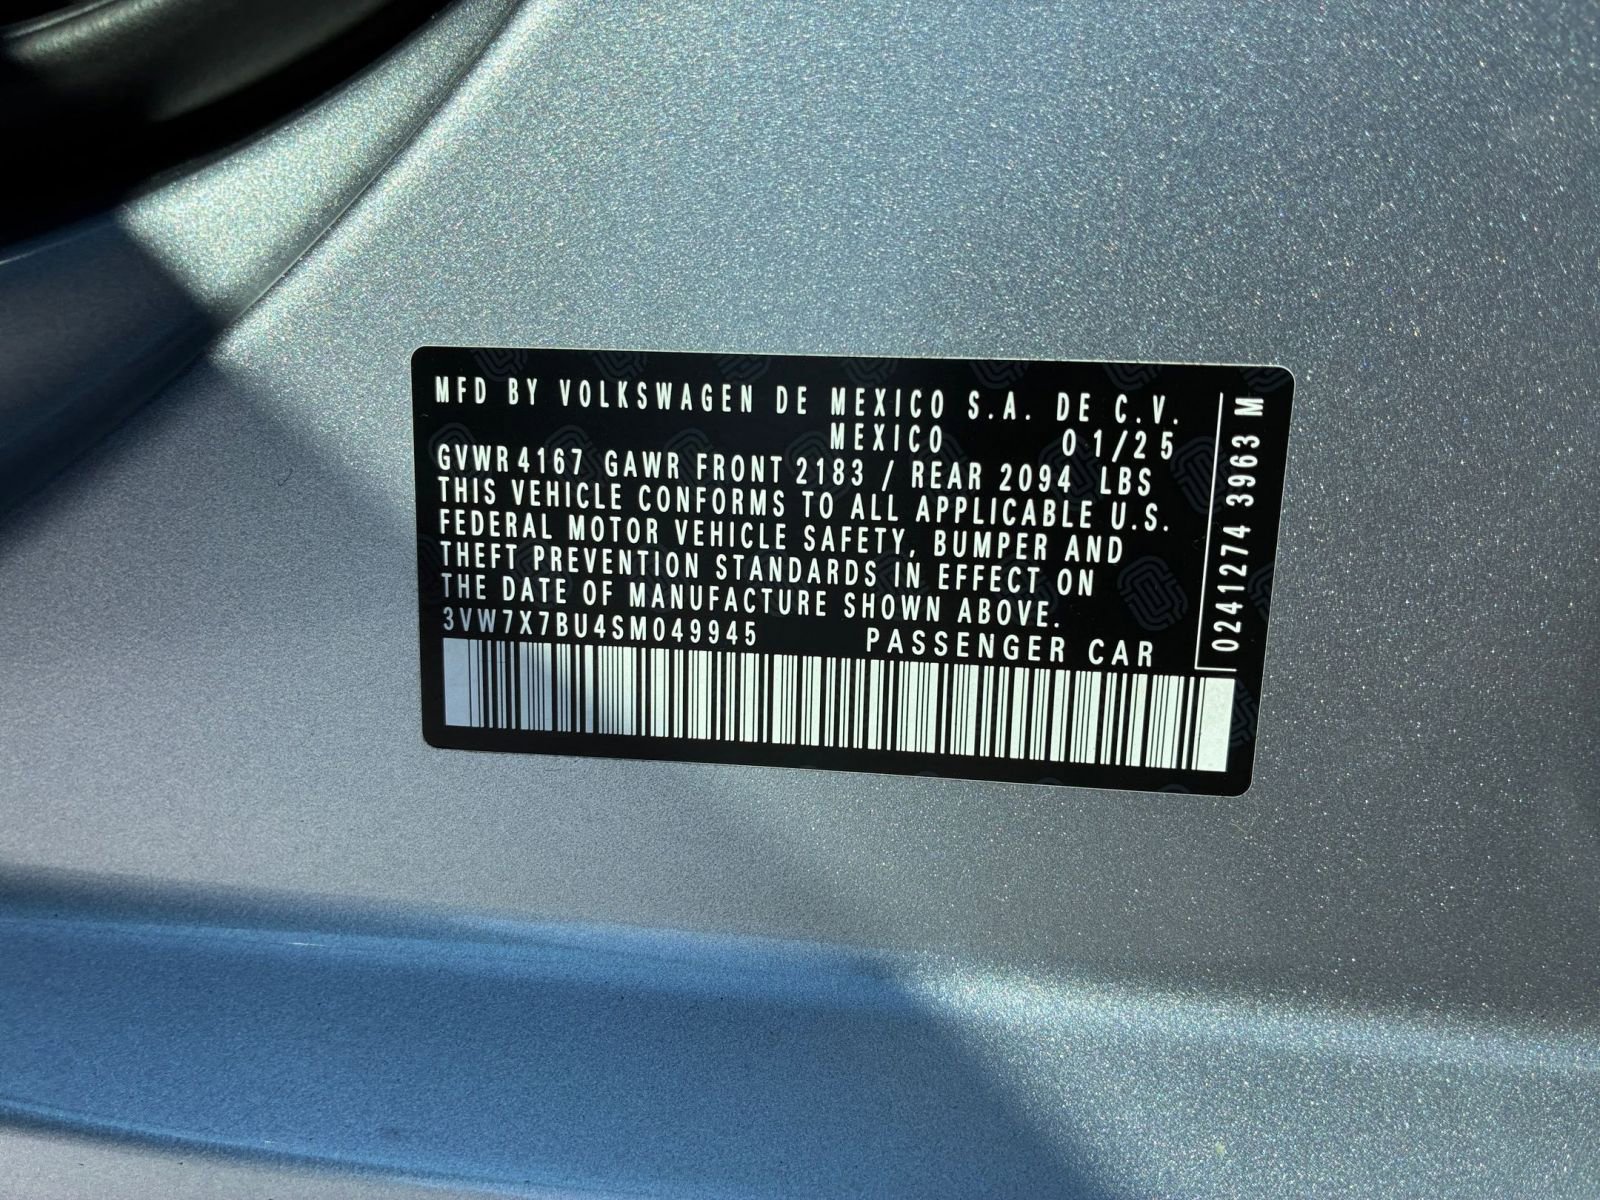 MFD BY VOLKSWAGEN DE MEXICO S.A. DE C.V.
MEXICO 01/25
GVWR 4167 GAWR FRONT 2183 / REAR 2094 LBS
THIS VEHICLE CONFORMS TO ALL APPLICABLE U.S.
FEDERAL MOTOR VEHICLE SAFETY, BUMPER AND
THEFT PREVENTION STANDARDS IN EFFECT ON
THE DATE OF MANUFACTURE SHOWN ABOVE.
3VW7X7BU4SM049945 PASSENGER CAR
0241274 3963 M